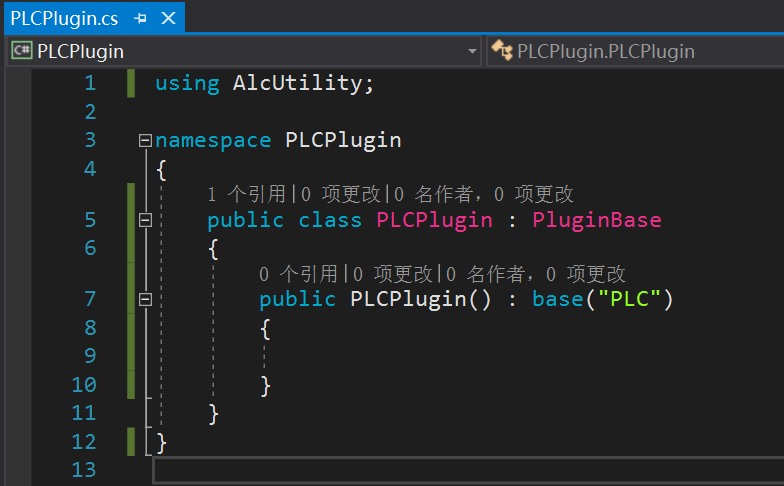 PLCPlugin.cs
PLCPlugin PLCPlugin.PLCPlugin
1 using AlcUtility;
2
3 namespace PLCPlugin
4 {
1 个引用|0 项更改|0 名作者，0 项更改
5 public class PLCPlugin : PluginBase
6 {
0 个引用|0 项更改|0 名作者，0 项更改
7 public PLCPlugin() : base("PLC")
8 {
9
10 }
11 }
12 }
13